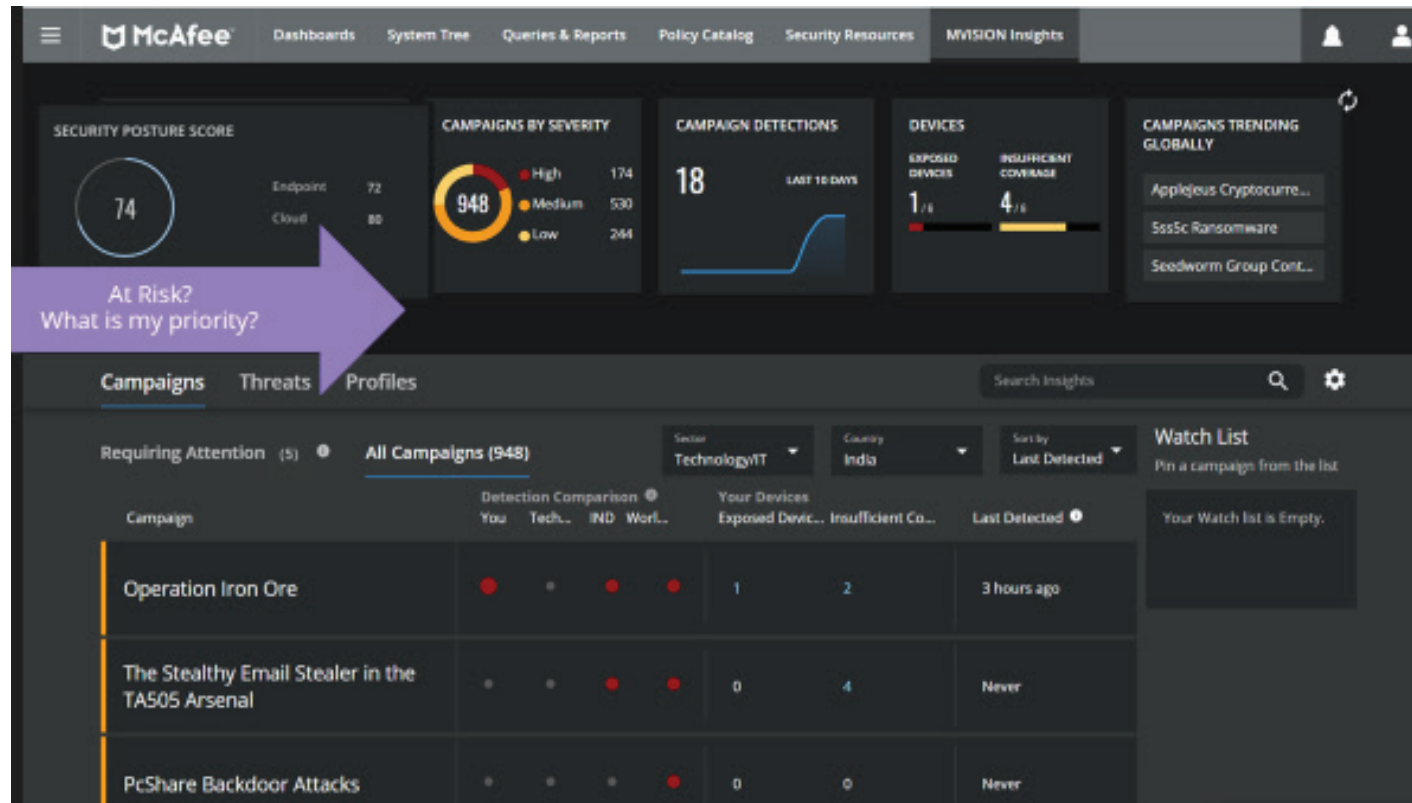 McAfee Dashboards System Tree Queries & Reports Policy Catalog Security Resources MVISION Insights
SECURITY POSTURE SCORE
74
Endpoint 72
Cloud 80
CAMPAIGNS BY SEVERITY
948
High 174
Medium 530
Low 244
CAMPAIGN DETECTIONS
18 LAST 10 DAYS
DEVICES
EXPOSED DEVICES
1/6
INSUFFICIENT COVERAGE
4/6
CAMPAIGNS TRENDING
GLOBALLY
Applejeus Cryptocurre...
5ss5c Ransomware
Seedworm Group Cont...
At Risk?
What is my priority?
Campaigns Threats Profiles
Search Insights
Requiring Attention (5) All Campaigns (948)
Sector
Technology/IT
Country
India
Sort by
Last Detected
Watch List
Pin a campaign from the list
Your Watch list is Empty.
Detection Comparison Your Devices
Campaign You Tech... IND Worl... Exposed Devic... Insufficient Co... Last Detected
Operation Iron Ore 1 2 3 hours ago
The Stealthy Email Stealer in the
TA505 Arsenal 0 4 Never
PcShare Backdoor Attacks 0 0 Never